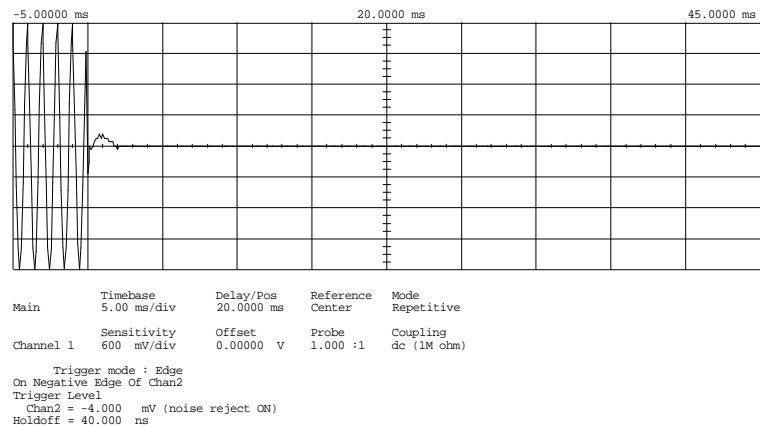 -5.00000 ms 20.0000 ms 45.0000 ms
Timebase Delay/Pos Reference Mode
Main 5.00 ms/div 20.0000 ms Center Repetitive
Sensitivity Offset Probe Coupling
Channel 1 600 mV/div 0.00000 V 1.000 :1 dc (1M ohm)
Trigger mode : Edge
On Negative Edge Of Chan2
Trigger Level
Chan2 = -4.000 mV (noise reject ON)
Holdoff = 40.000 ns